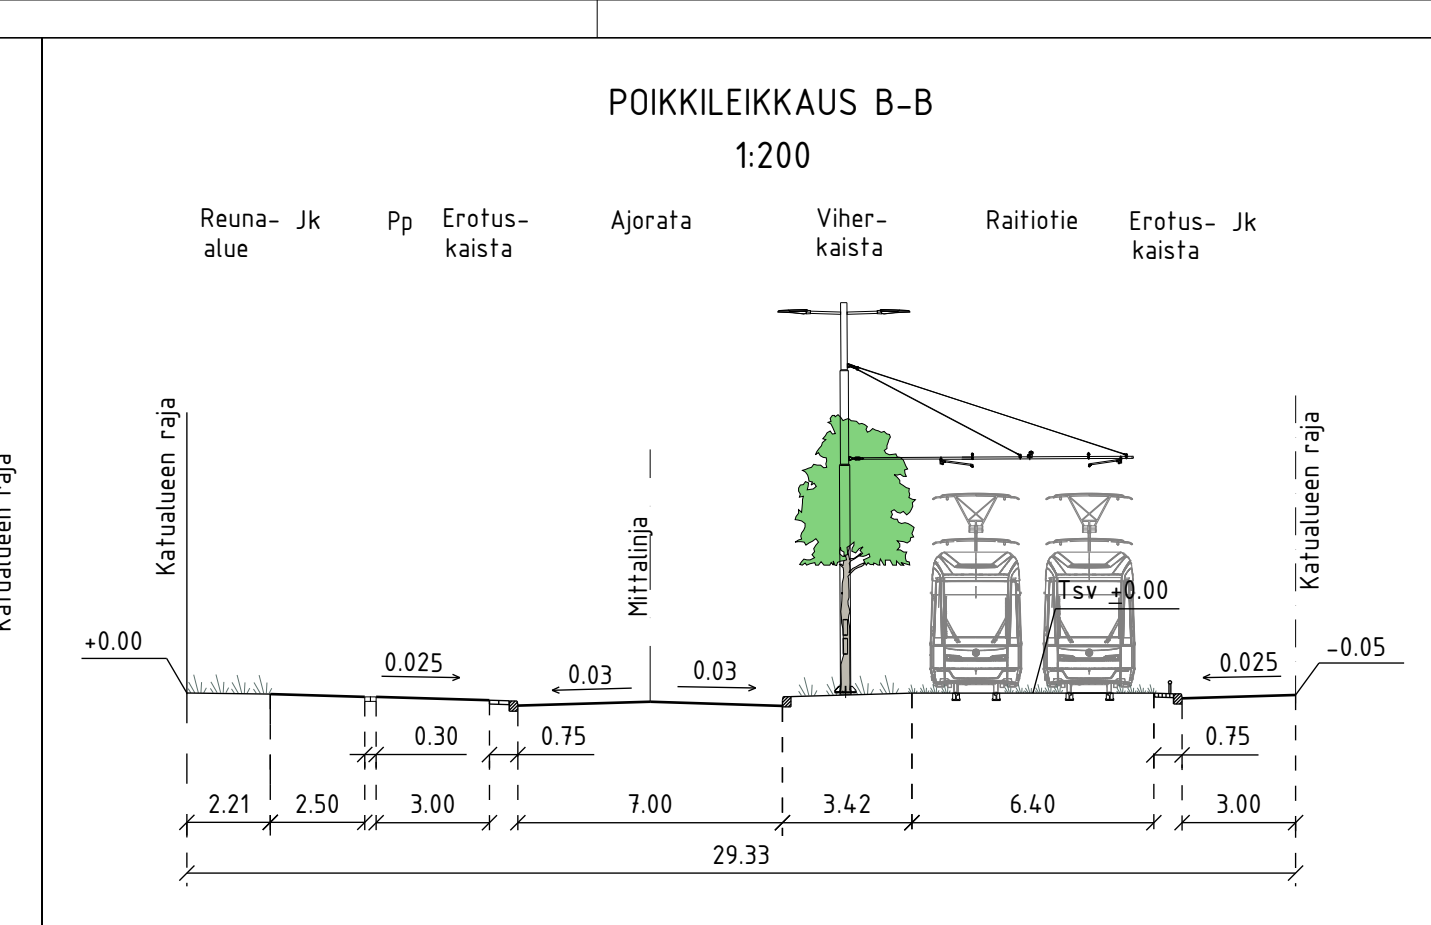 POIKKILEIKKAUS B-B
1:200
Reuna-
alue
Jk
Pp
Erotus-
kaista
Ajorata
Viher-
kaista
Raitiotie
Erotus-
kaista
Jk
Katualueen raja
Katualueen raja
Mittalinja
Katualueen raja
Tsv ±0.00
+0.00
0.025
0.03
0.03
0.025
-0.05
0.30
0.75
0.75
2.21
2.50
3.00
7.00
3.42
6.40
3.00
29.33